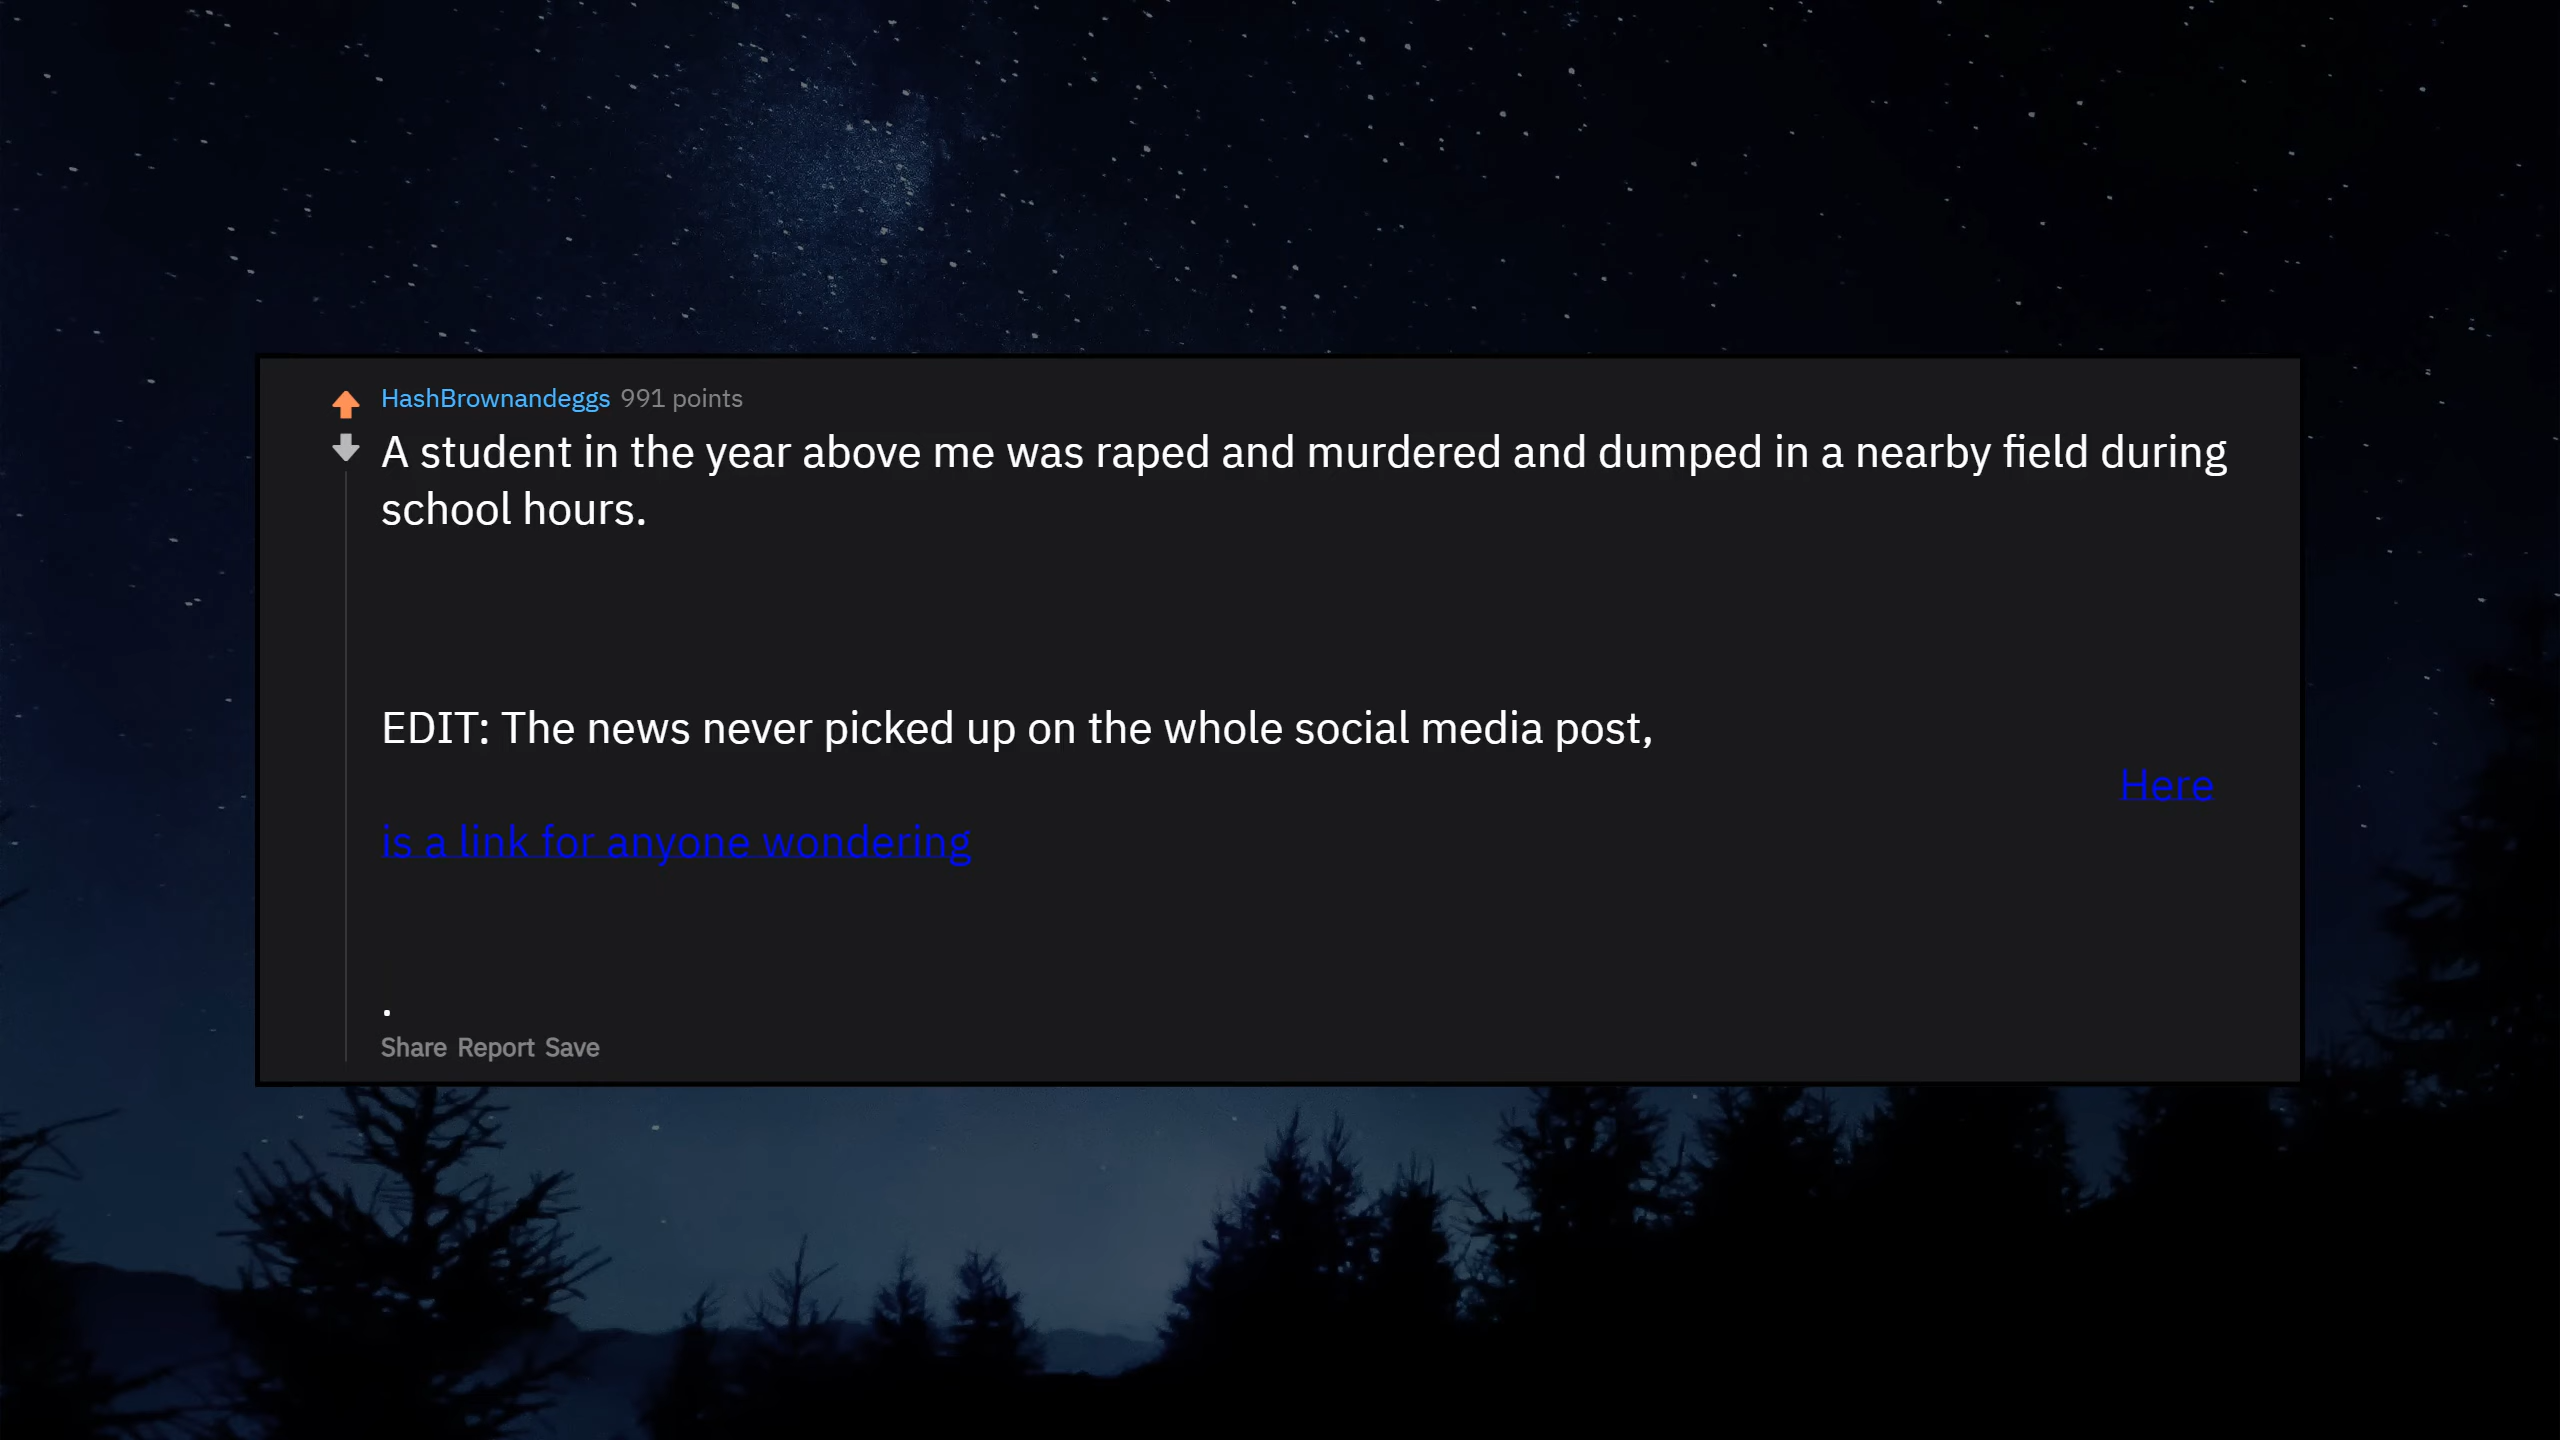 HashBrownandeggs 991 points
A student in the year above me was raped and murdered and dumped in a nearby field during
school hours.
EDIT: The news never picked up on the whole social media post,
Here
is a link for anyone wondering
.
Share Report Save